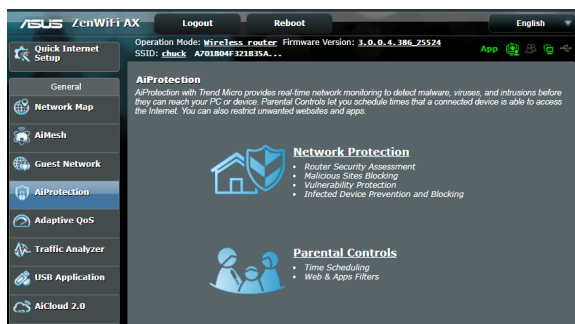 ASUS ZenWiFi AX Logout Reboot English
Quick Internet Setup
Operation Mode: Wireless router Firmware Version: 3.0.0.4.386_25524
SSID: chuck A701B04F321B35A... App
General
Network Map
AiMesh
Guest Network
AiProtection
Adaptive QoS
Traffic Analyzer
USB Application
AiCloud 2.0
AiProtection
AiProtection with Trend Micro provides real-time network monitoring to detect malware, viruses, and intrusions before
they can reach your PC or device. Parental Controls let you schedule times that a connected device is able to access
the Internet. You can also restrict unwanted websites and apps.
Network Protection
• Router Security Assessment
• Malicious Sites Blocking
• Vulnerability Protection
• Infected Device Prevention and Blocking
Parental Controls
• Time Scheduling
• Web & Apps Filters